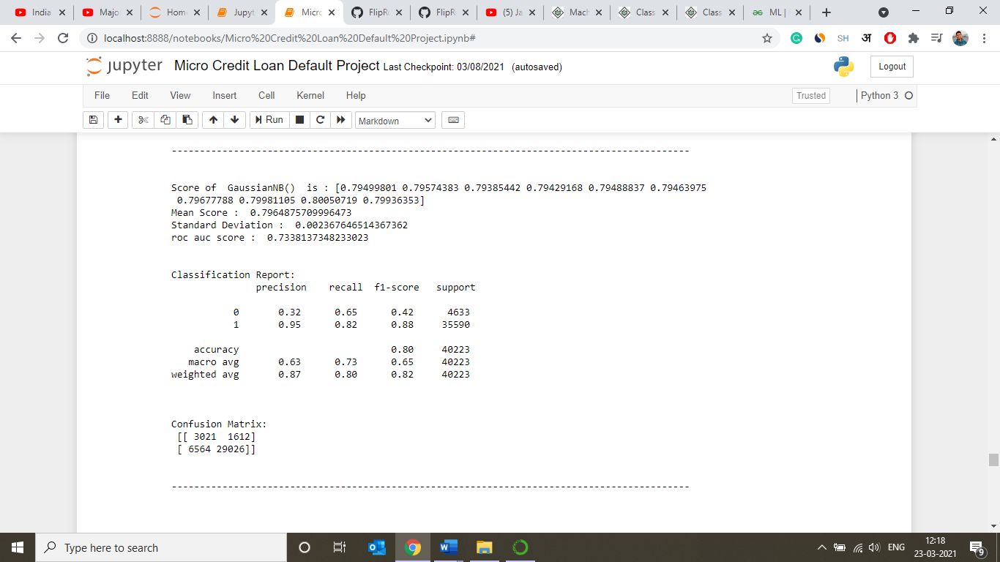 India
Majo
Home
Jupyt
Micro
FlipRo
FlipRo
(5) Ja
Mach
Class
Class
ML |
localhost:8888/notebooks/Micro%20Credit%20Loan%20Default%20Project.ipynb#
SH अ
jupyter Micro Credit Loan Default Project Last Checkpoint: 03/08/2021 (autosaved)
Logout
File Edit View Insert Cell Kernel Help
Trusted Python 3
Run Markdown
-------------------------------------------------------------------------------------------
Score of  GaussianNB()  is : [0.79499801 0.79574383 0.79385442 0.79429168 0.79488837 0.79463975
 0.79677788 0.79981105 0.80050719 0.79936353]
Mean Score :  0.7964875709996473
Standard Deviation :  0.002367646514367362
roc auc score :  0.7338137348233023
Classification Report:
precision    recall  f1-score   support
0       0.32      0.65      0.42      4633
1       0.95      0.82      0.88     35590
accuracy                           0.80     40223
macro avg       0.63      0.73      0.65     40223
weighted avg       0.87      0.80      0.82     40223
Confusion Matrix:
[[ 3021  1612]
[ 6564 29026]]
-------------------------------------------------------------------------------------------
Type here to search
ENG
12:18
23-03-2021
9